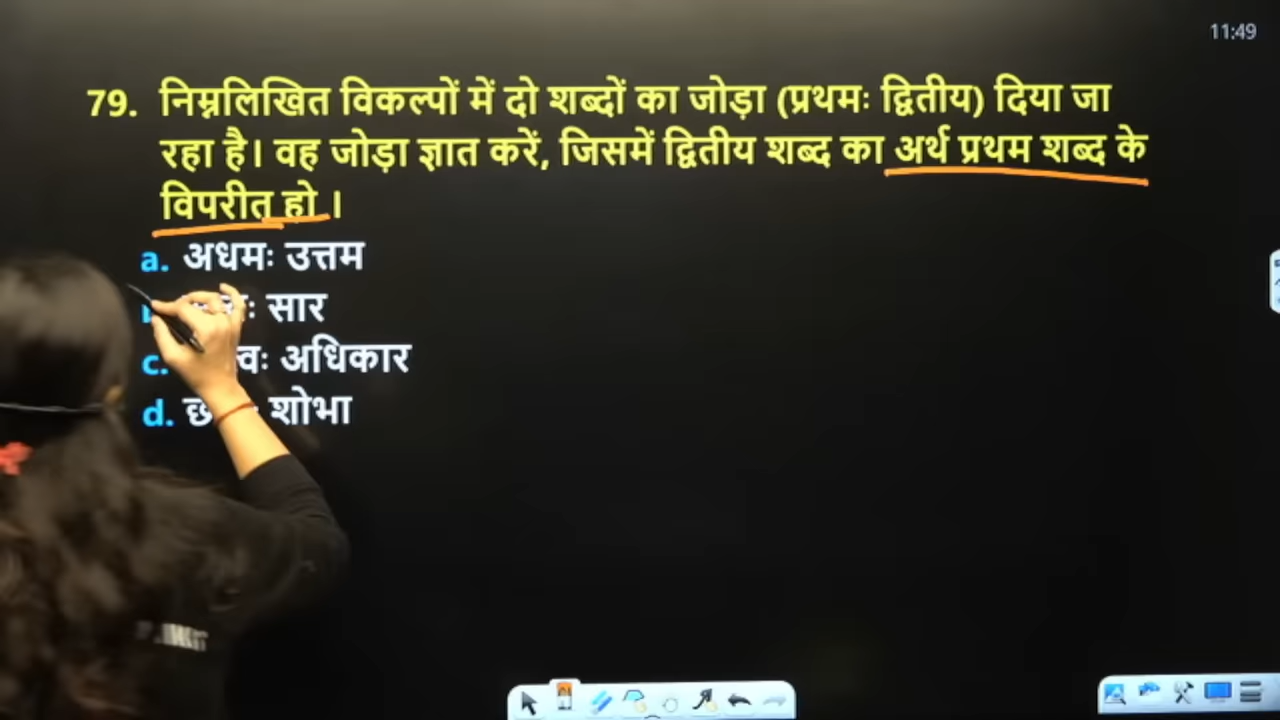 11:49
79. निम्नलिखित विकल्पों में दो शब्दों का जोड़ा (प्रथमः द्वितीय) दिया जा
रहा है। वह जोड़ा ज्ञात करें, जिसमें द्वितीय शब्द का अर्थ प्रथम शब्द के
विपरीत हो ।
a. अधमः उत्तम
सार
c. अधिकार
d. शोभा